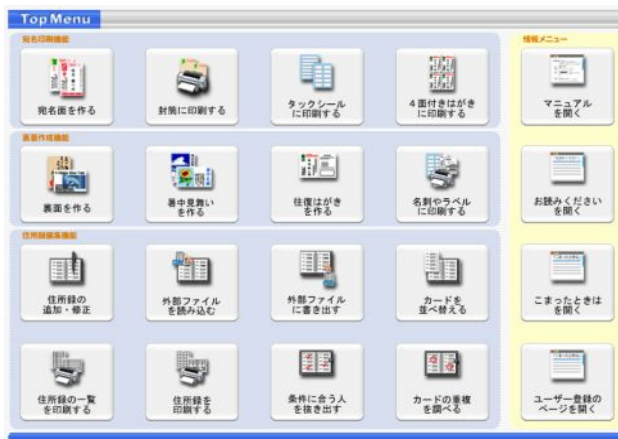 Top Menu
宛名印刷機能
情報メニュー
宛名面を作る
封筒に印刷する
タックシール
に印刷する
4面付きはがき
に印刷する
マニュアル
を開く
裏面作成機能
裏面を作る
暑中見舞い
を作る
往復はがき
を作る
名刺やラベル
に印刷する
お読みください
を開く
住所録編集機能
住所録の
追加・修正
外部ファイル
を読み込む
外部ファイル
に書き出す
カードを
並べ替える
こまったときは
を開く
住所録の一覧
を印刷する
住所録を
印刷する
条件に合う人
を抜き出す
カードの重複
を調べる
ユーザー登録の
ページを開く